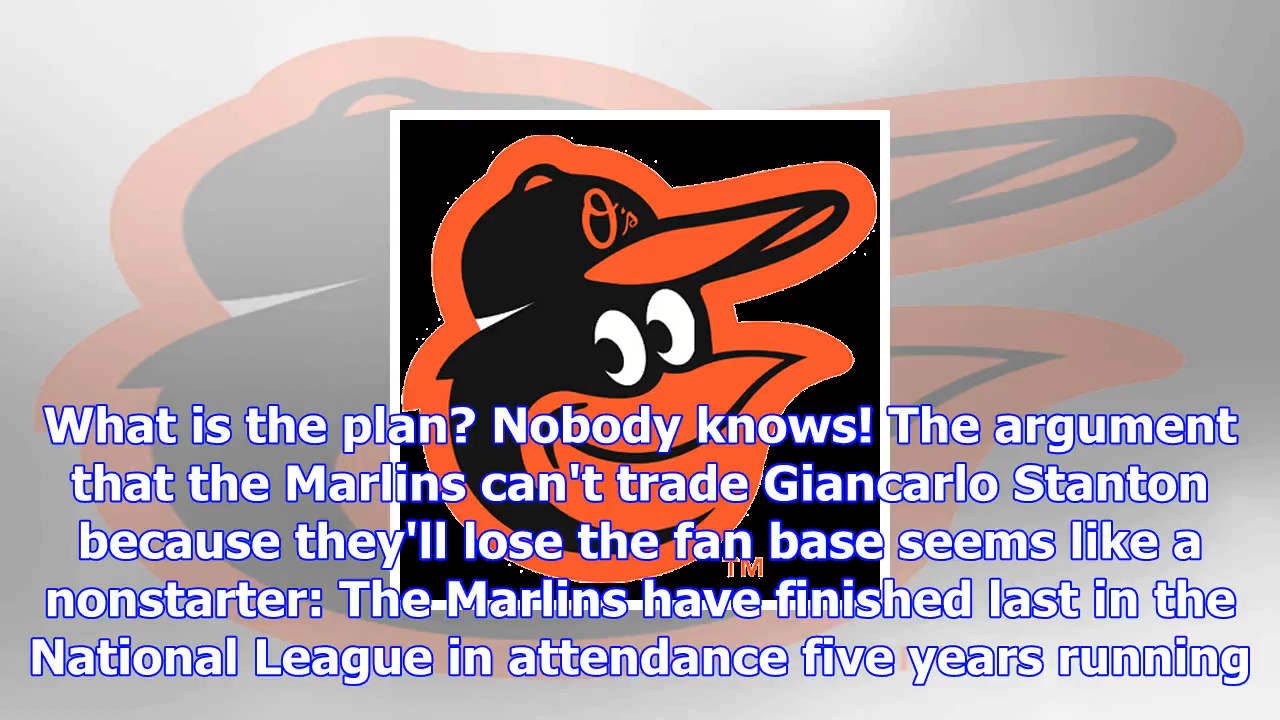 O's
What is the plan? Nobody knows! The argument
that the Marlins can't trade Giancarlo Stanton
because they'll lose the fan base seems like a
TM
nonstarter: The Marlins have finished last in the
National League in attendance five years running